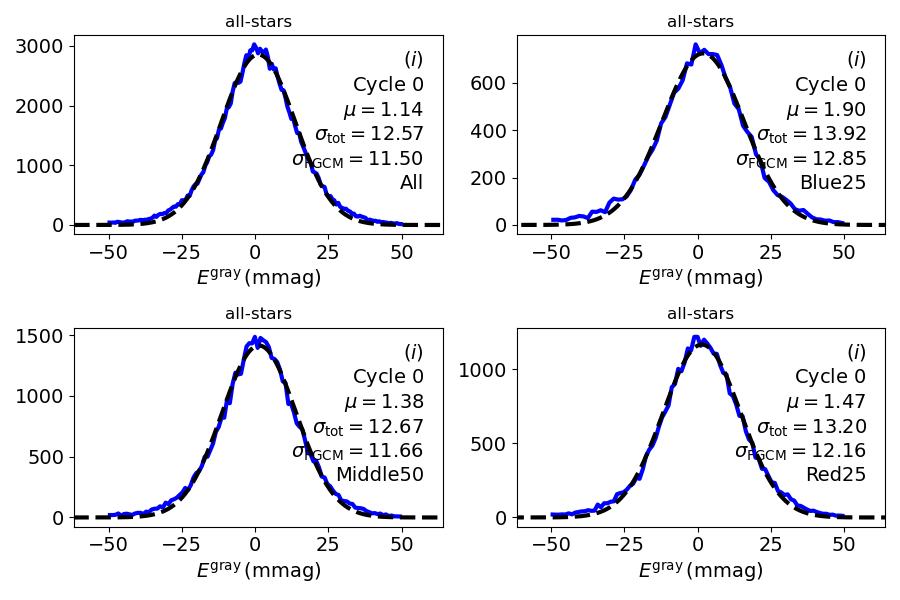 all-stars
3000
2000
1000
0
−50 −25 0 25 50
E^gray (mmag)
(i)
Cycle 0
μ = 1.14
σ_tot = 12.57
σ_FGCM = 11.50
All
all-stars
600
400
200
0
−50 −25 0 25 50
E^gray (mmag)
(i)
Cycle 0
μ = 1.90
σ_tot = 13.92
σ_FGCM = 12.85
Blue25
all-stars
1500
1000
500
0
−50 −25 0 25 50
E^gray (mmag)
(i)
Cycle 0
μ = 1.38
σ_tot = 12.67
σ_FGCM = 11.66
Middle50
all-stars
1000
500
0
−50 −25 0 25 50
E^gray (mmag)
(i)
Cycle 0
μ = 1.47
σ_tot = 13.20
σ_FGCM = 12.16
Red25